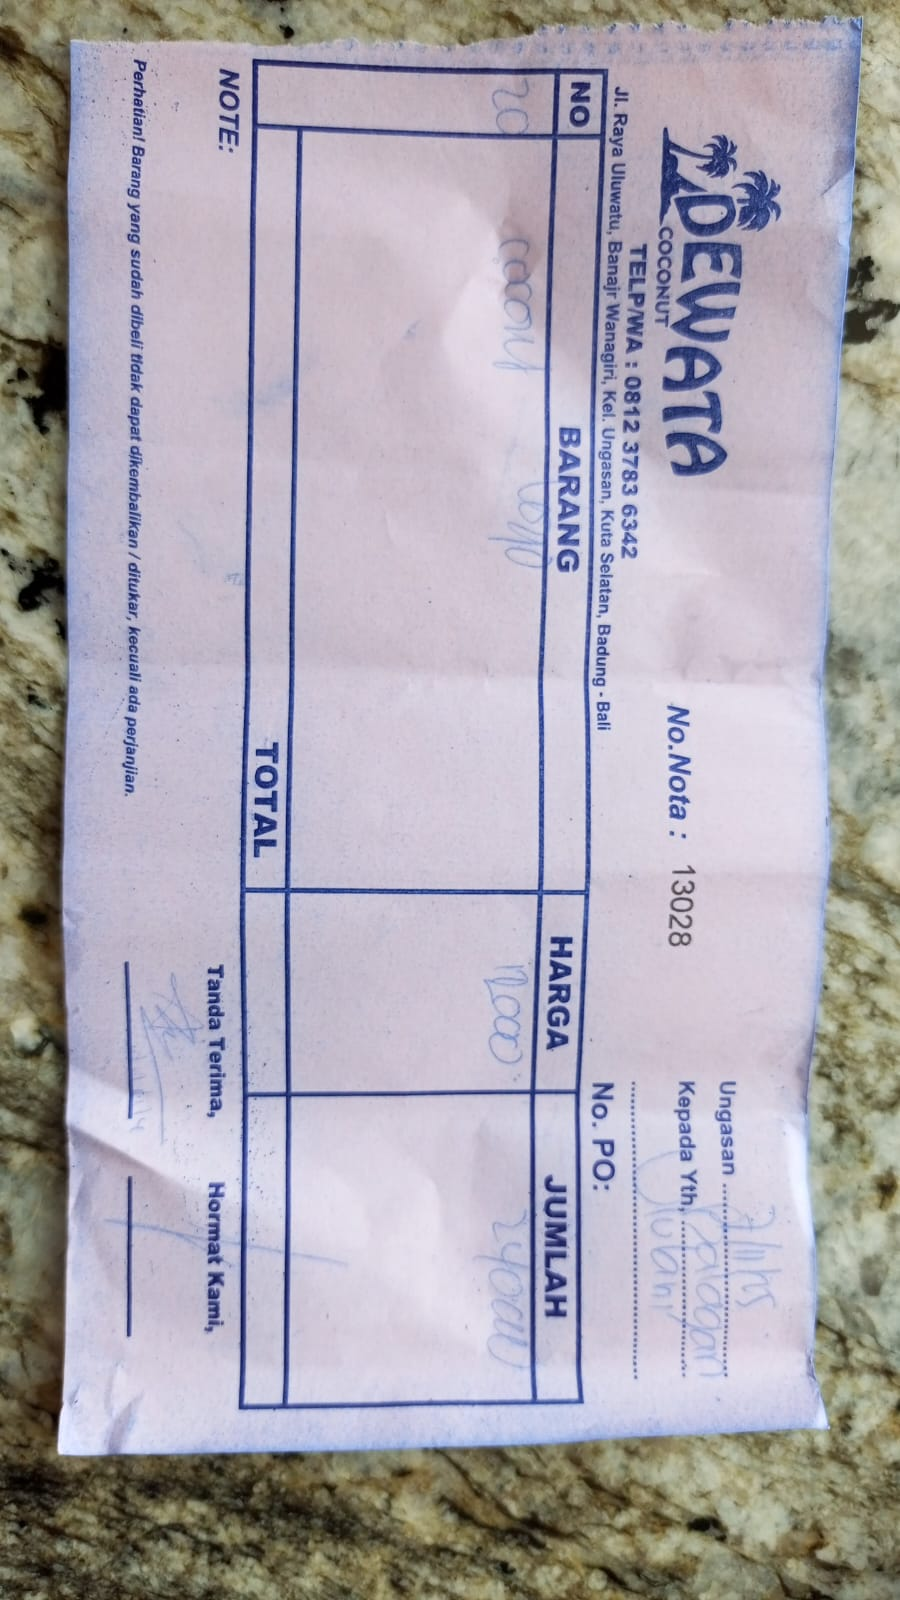 DEWATA
COCONUT
TELP/WA : 0812 3783 6342
Jl. Raya Uluwatu, Banajr Wanagiri, Kel. Ungasan, Kuta Selatan, Badung - Bali
No.Nota : 13028
Ungasan
Kepada Yth,
No. PO:
NO BARANG HARGA JUMLAH
20 12000 240000
TOTAL
NOTE:
Tanda Terima, Hormat Kami,
Perhatian! Barang yang sudah dibeli tidak dapat dikembalikan / ditukar, kecuali ada perjanjian.